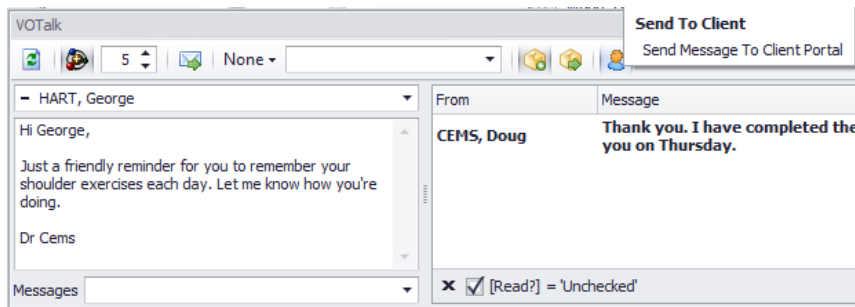 VOTalk
Send To Client
Send Message To Client Portal
5
None
HART, George
Hi George,
Just a friendly reminder for you to remember your
shoulder exercises each day. Let me know how you're
doing.
Dr Cems
Messages
From Message
CEMS, Doug
Thank you. I have completed the
you on Thursday.
[Read?] = 'Unchecked'